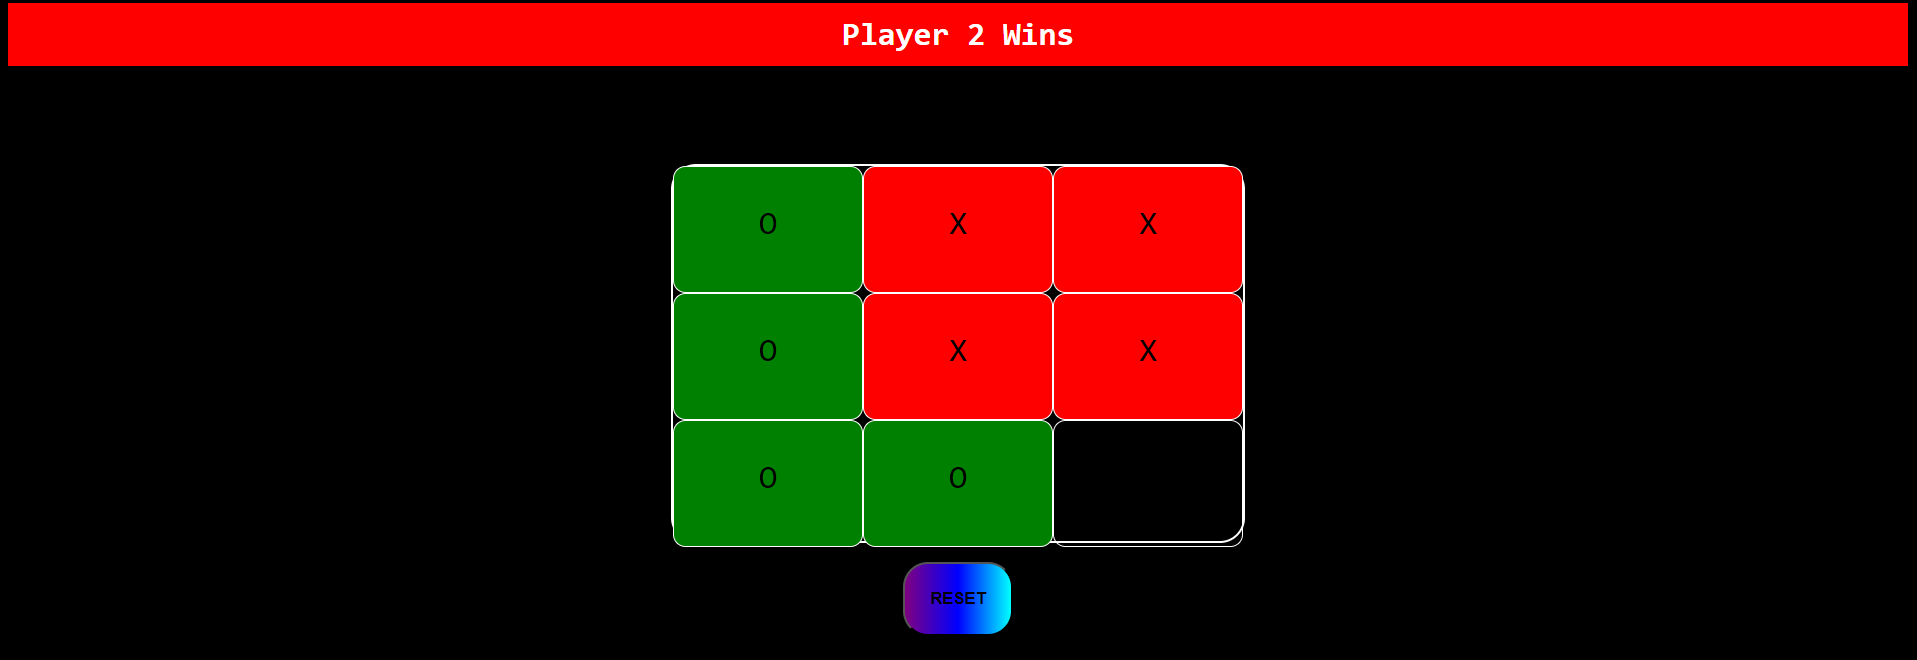 Player 2 Wins
O X X
O X X
O O
RESET